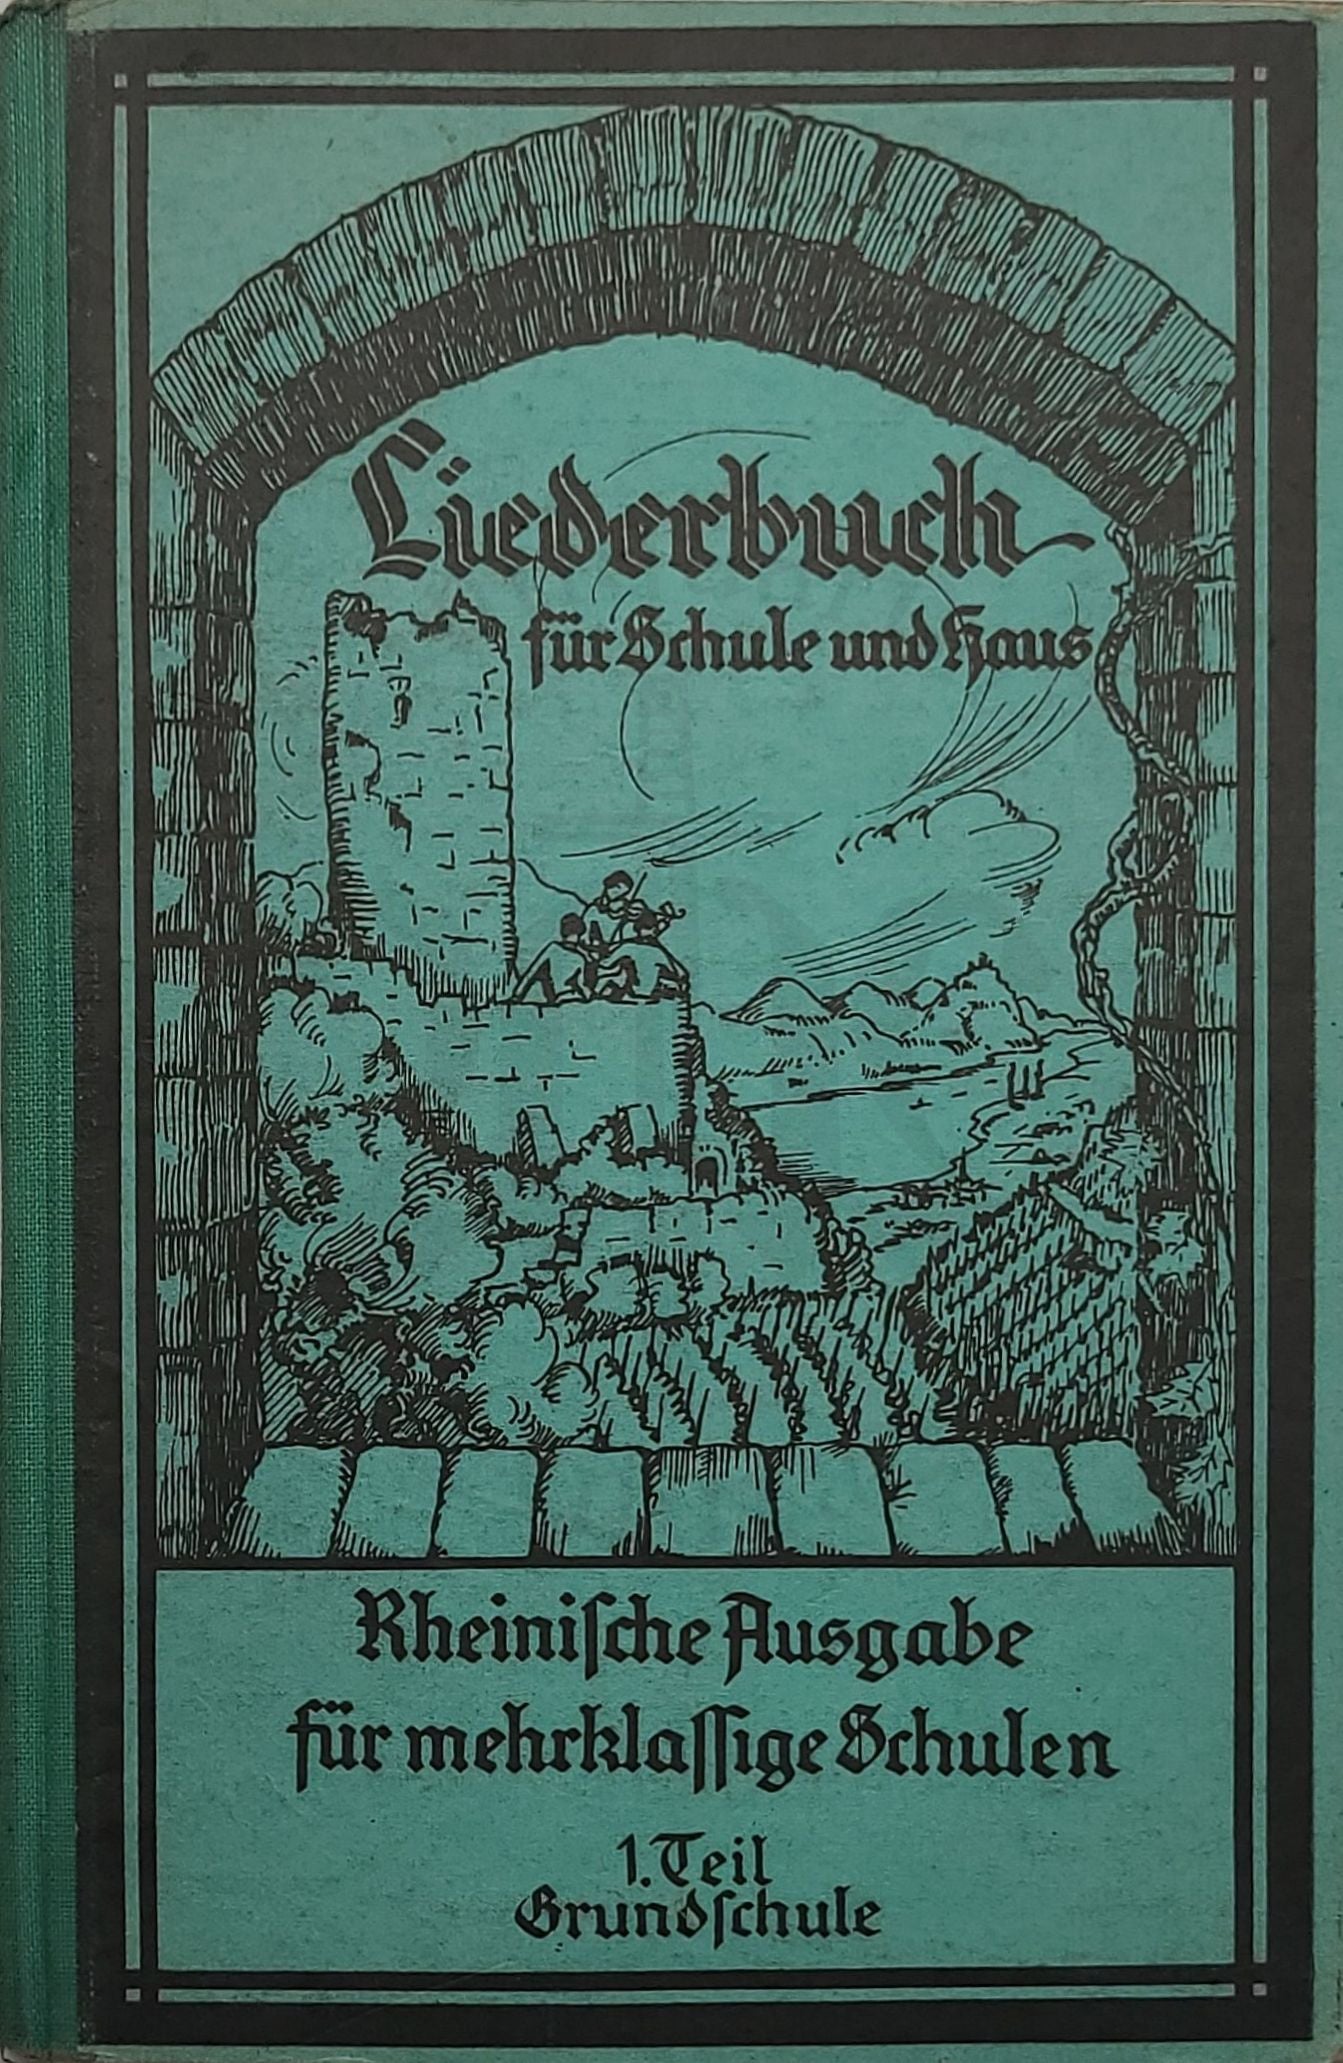 Liederbuch
für Schule und Haus
Rheiniſche Ausgabe
für mehrklaſſige Schulen
1. Teil
Grundſchule